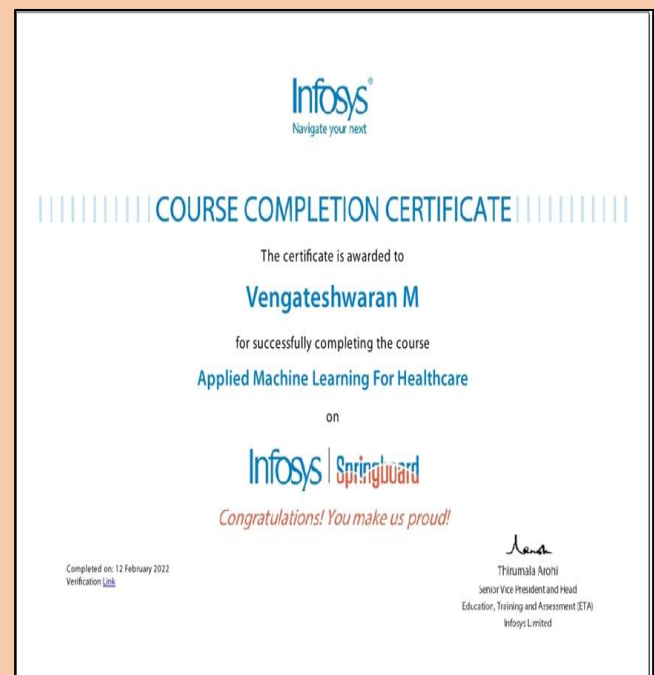 Infosys®
Navigate your next
COURSE COMPLETION CERTIFICATE
The certificate is awarded to
Vengateshwaran M
for successfully completing the course
Applied Machine Learning For Healthcare
on
Infosys | Springboard
Congratulations! You make us proud!
Completed on: 12 February 2022
Verification Link
Thirumala Arohi
Senior Vice President and Head
Education, Training and Assessment (ETA)
Infosys Limited